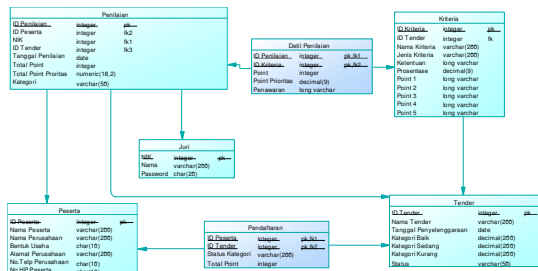 Penilaian
ID Penilaian integer pk
ID Peserta integer fk2
NIK integer fk1
ID Tender integer fk3
Tanggal Penilaian date
Total Point integer
Total Point Proritas numeric(18,2)
Kategori varchar(50)
Detil Penilaian
ID Penilaian integer pk,fk1
ID Kriteria integer pk,fk2
Point integer
Point Prioritas decimal(9)
Penawaran long varchar
Kriteria
ID Kriteria integer pk
ID Tender integer fk
Nama Kriteria varchar(200)
Jenis Kriteria varchar(200)
Ketentuan long varchar
Prosentase decimal(9)
Point 1 long varchar
Point 2 long varchar
Point 3 long varchar
Point 4 long varchar
Point 5 long varchar
Juri
NIK integer pk
Nama varchar(200)
Password char(20)
Peserta
ID Peserta integer pk
Nama Peserta varchar(200)
Nama Perusahaan varchar(200)
Bentuk Usaha char(10)
Alamat Perusahaan varchar(200)
No.Telp Perusahaan char(10)
No.HP Peserta
Pendaftaran
ID Peserta integer pk,fk1
ID Tender integer pk,fk2
Status Kategori varchar(200)
Total Point integer
Tender
ID Tender integer pk
Nama Tender varchar(200)
Tanggal Penyelenggaraan date
Kategori Baik decimal(200)
Kategori Sedang decimal(200)
Kategori Kurang decimal(200)
Status varchar(50)